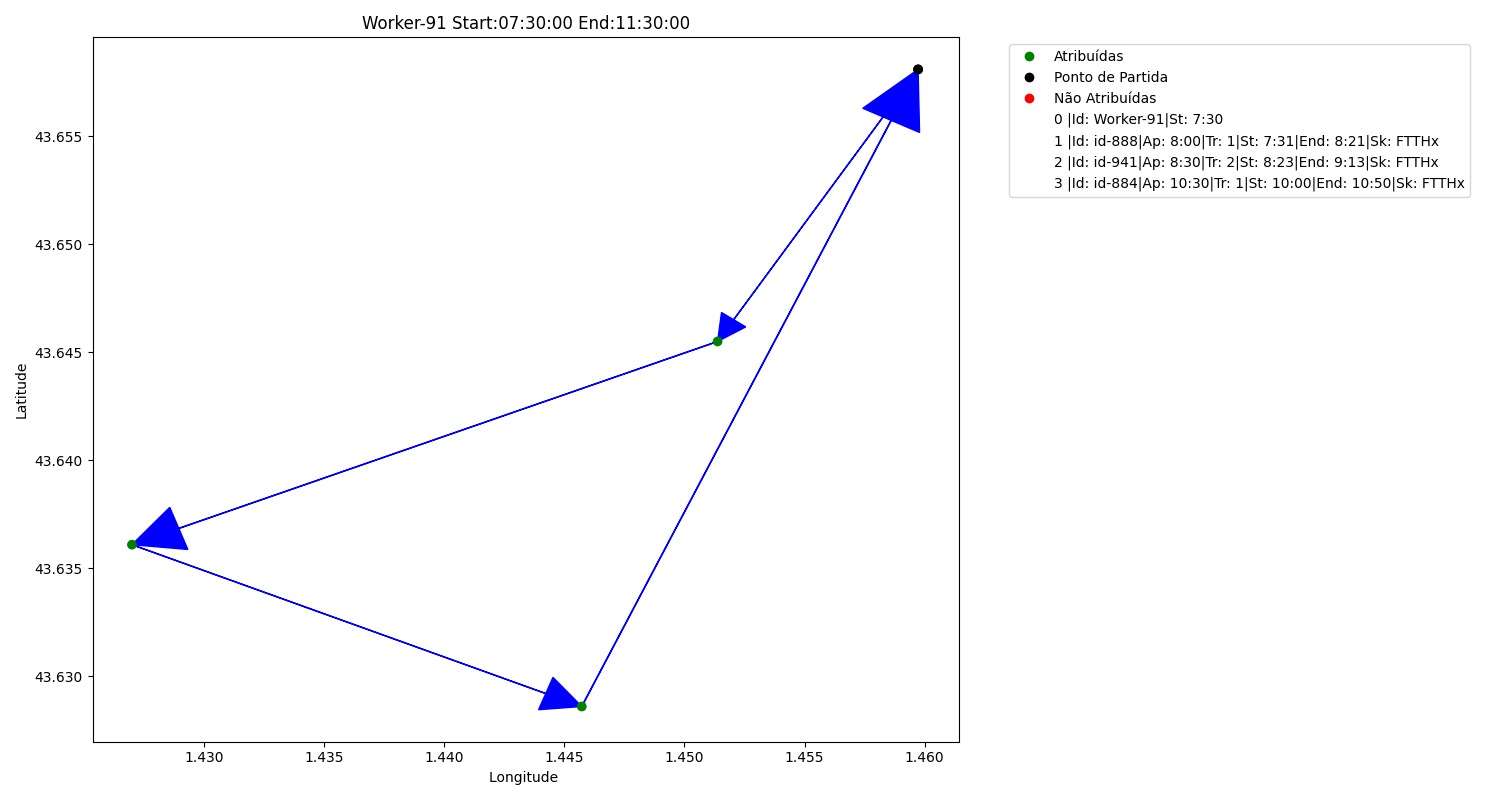 Worker-91 Start:07:30:00 End:11:30:00
Atribuídas
Ponto de Partida
Não Atribuídas
0 |Id: Worker-91|St: 7:30
1 |Id: id-888|Ap: 8:00|Tr: 1|St: 7:31|End: 8:21|Sk: FTTHx
2 |Id: id-941|Ap: 8:30|Tr: 2|St: 8:23|End: 9:13|Sk: FTTHx
3 |Id: id-884|Ap: 10:30|Tr: 1|St: 10:00|End: 10:50|Sk: FTTHx
Latitude
43.655
43.650
43.645
43.640
43.635
43.630
1.430
1.435
1.440
1.445
1.450
1.455
1.460
Longitude